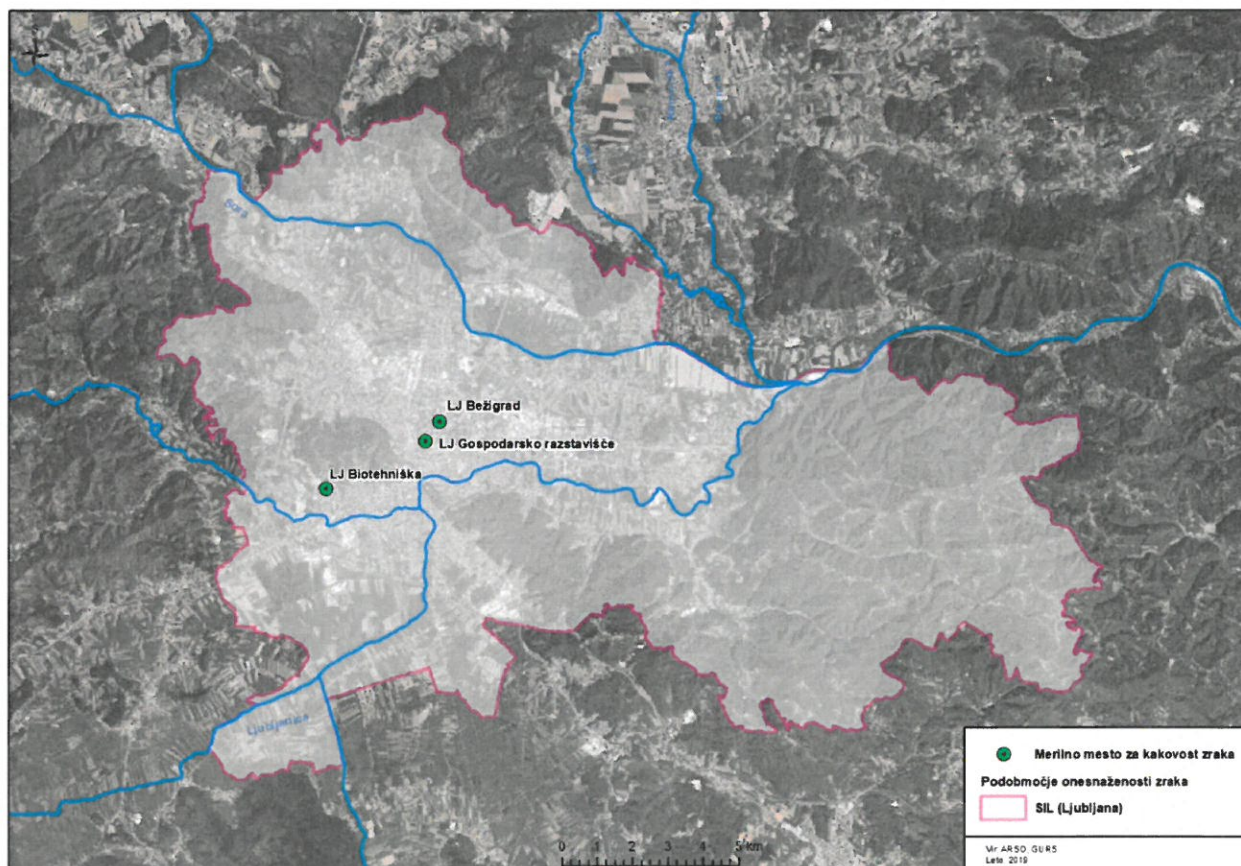 Sora
LJ Bežigrad
LJ Gospodarsko razstavišče
LJ Biotehniška
Ljubljanica
Merilno mesto za kakovost zraka
Podobmočje onesnaženosti zraka
SIL (Ljubljana)
0 1 2 3 4 5 km
Vir: ARSO, GURS
Leto: 2019